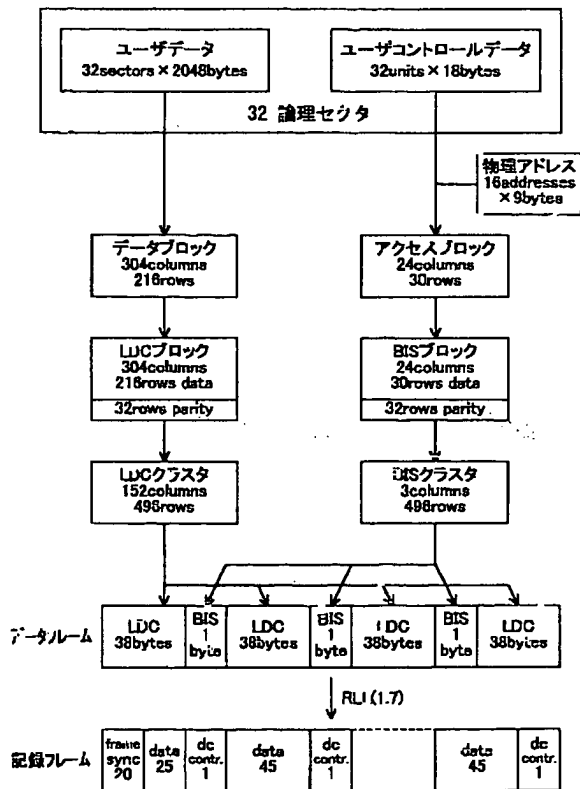 ユーザデータ
32sectors×2048bytes
ユーザコントロールデータ
32units×18bytes
32 論理セクタ
物理アドレス
16addresses
×9bytes
データブロック
304columns
216rows
アクセスブロック
24columns
30rows
LDCブロック
304columns
216rows data
32rows parity
BISブロック
24columns
30rows data
32rows parity
LDCクラスタ
152columns
496rows
BISクラスタ
3columns
496rows
データフレーム
LDC
38bytes
BIS
1
byte
LDC
38bytes
BIS
1
byte
LDC
38bytes
BIS
1
byte
LDC
38bytes
RLL(1.7)
記録フレーム
frame
sync
20
data
25
dc
contr.
1
data
45
dc
contr.
1
data
45
dc
contr.
1